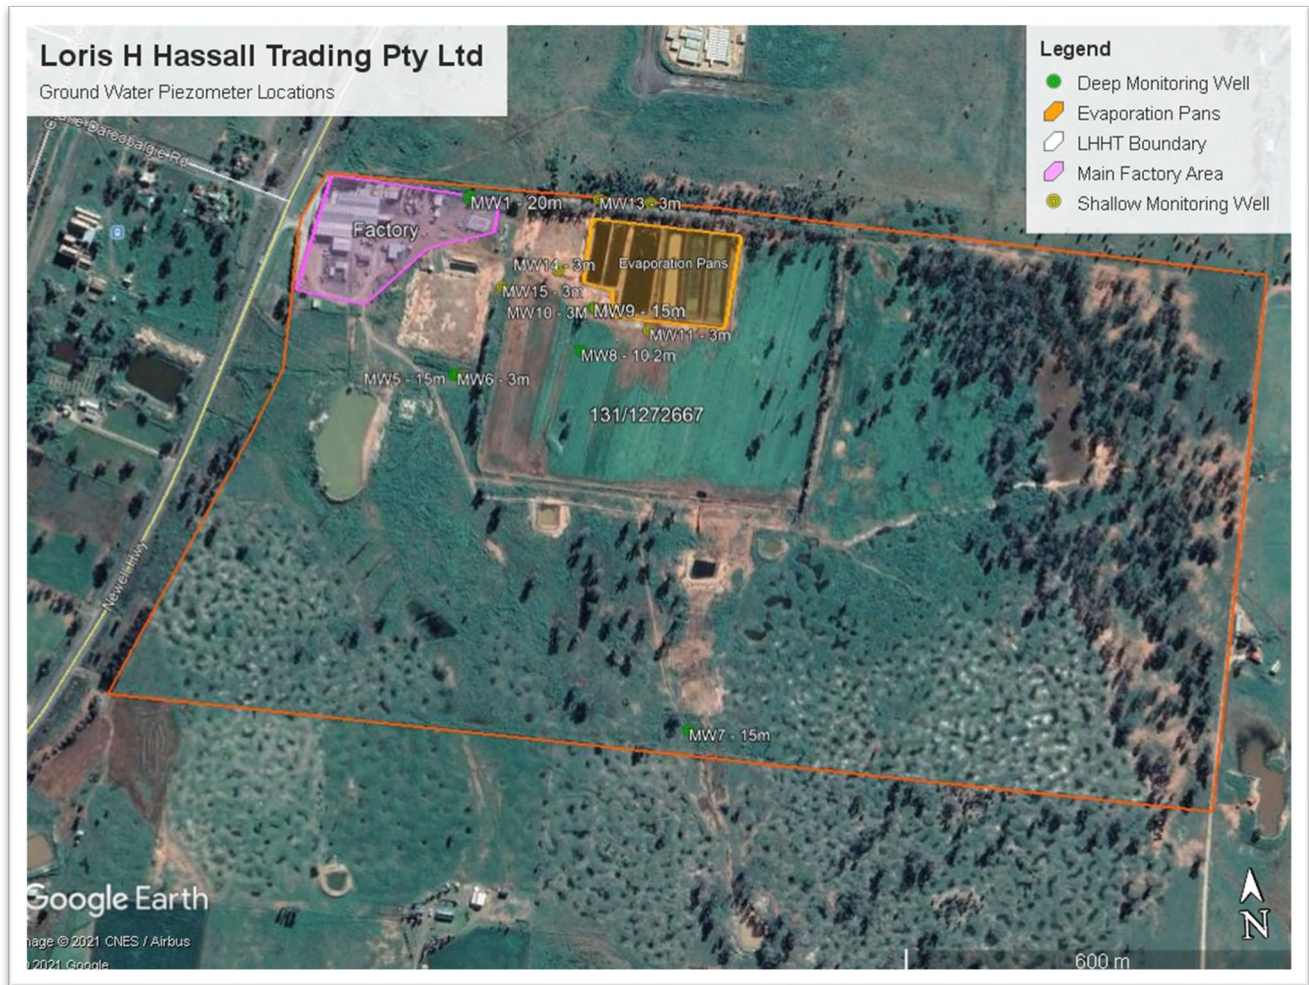 Loris H Hassall Trading Pty Ltd
Ground Water Piezometer Locations
Legend
Deep Monitoring Well
Evaporation Pans
LHHT Boundary
Main Factory Area
Shallow Monitoring Well
Daroobalgie Rd
MW1 - 20m
MW13 - 3m
Factory
MW14 - 3m
Evaporation Pans
MW15 - 3m
MW10 - 3M
MW9 - 15m
MW11 - 3m
MW8 - 10.2m
MW5 - 15m
MW6 - 3m
131/1272667
Newell Hwy
MW7 - 15m
Google Earth
© 2021 CNES / Airbus
2021 Google
N
600 m